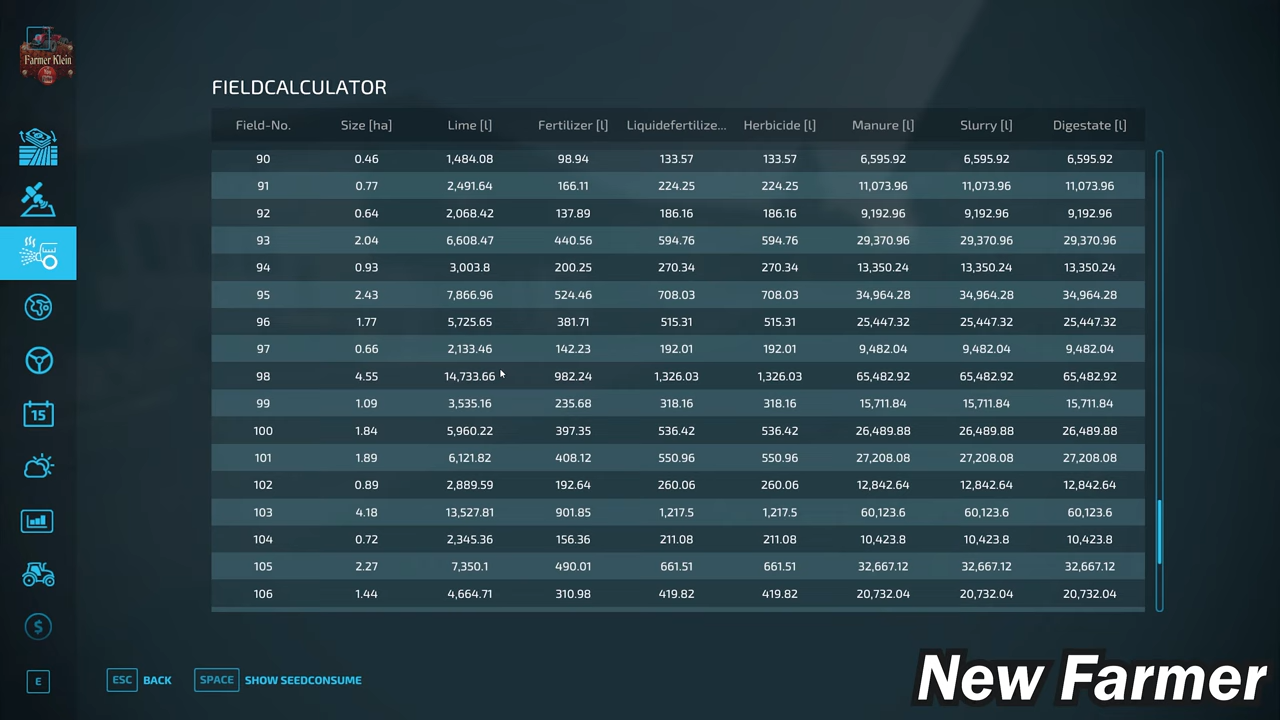 Farmer Klein
FIELDCALCULATOR
Field-No. Size [ha] Lime [l] Fertilizer [l] Liquidefertilize... Herbicide [l] Manure [l] Slurry [l] Digestate [l]
90 0.46 1,484.08 98.94 133.57 133.57 6,595.92 6,595.92 6,595.92
91 0.77 2,491.64 166.11 224.25 224.25 11,073.96 11,073.96 11,073.96
92 0.64 2,068.42 137.89 186.16 186.16 9,192.96 9,192.96 9,192.96
93 2.04 6,608.47 440.56 594.76 594.76 29,370.96 29,370.96 29,370.96
94 0.93 3,003.8 200.25 270.34 270.34 13,350.24 13,350.24 13,350.24
95 2.43 7,866.96 524.46 708.03 708.03 34,964.28 34,964.28 34,964.28
96 1.77 5,725.65 381.71 515.31 515.31 25,447.32 25,447.32 25,447.32
97 0.66 2,133.46 142.23 192.01 192.01 9,482.04 9,482.04 9,482.04
98 4.55 14,733.66 982.24 1,326.03 1,326.03 65,482.92 65,482.92 65,482.92
99 1.09 3,535.16 235.68 318.16 318.16 15,711.84 15,711.84 15,711.84
100 1.84 5,960.22 397.35 536.42 536.42 26,489.88 26,489.88 26,489.88
101 1.89 6,121.82 408.12 550.96 550.96 27,208.08 27,208.08 27,208.08
102 0.89 2,889.59 192.64 260.06 260.06 12,842.64 12,842.64 12,842.64
103 4.18 13,527.81 901.85 1,217.5 1,217.5 60,123.6 60,123.6 60,123.6
104 0.72 2,345.36 156.36 211.08 211.08 10,423.8 10,423.8 10,423.8
105 2.27 7,350.1 490.01 661.51 661.51 32,667.12 32,667.12 32,667.12
106 1.44 4,664.71 310.98 419.82 419.82 20,732.04 20,732.04 20,732.04
15
$
E
ESC BACK SPACE SHOW SEEDCONSUME
New Farmer